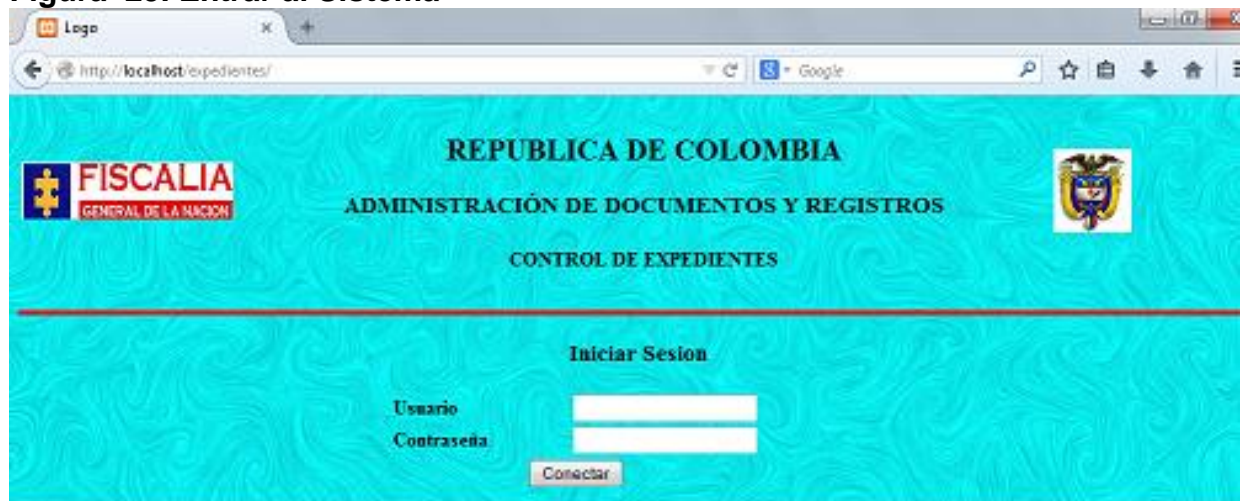 Figura 20. Entrar al Sistema
Logo
http://localhost/expedientes/
Google
REPUBLICA DE COLOMBIA
FISCALIA
GENERAL DE LA NACION
ADMINISTRACIÓN DE DOCUMENTOS Y REGISTROS
CONTROL DE EXPEDIENTES
Iniciar Sesion
Usuario
Contraseña
Conectar